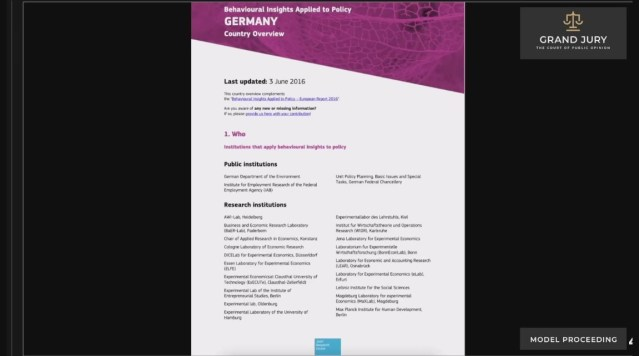 Behavioural Insights Applied to Policy
GERMANY
Country Overview
GRAND JURY
THE COURT OF PUBLIC OPINION
Last updated: 3 June 2016
This country overview complements
the "Behavioural Insights Applied to Policy - European Report 2016"
Are you aware of any new or missing information?
If so, please provide us here with your contribution!
1. Who
Institutions that apply behavioural insights to policy
Public institutions
German Department of the Environment
Institute for Employment Research of the Federal
Employment Agency (IAB)
Unit Policy Planning, Basic Issues and Special
Tasks, German Federal Chancellery
Research institutions
AWI-Lab, Heidelberg
Business and Economic Research Laboratory
(BaER-Lab), Paderborn
Chair of Applied Research in Economics, Konstanz
Cologne Laboratory of Economic Research
DICELab for Experimental Economics, Düsseldorf
Essen Laboratory for Experimental Economics
(ELFE)
Experimental Economics Clausthal University of
Technology Clausthal-Zellerfeld)
Experimental Lab of the Institute of
Entrepreneurial Studies, Berlin
Experimental lab, Oldenburg
Experimental Laboratory of the University of
Hamburg
Experimentallabor des Lehrstuhls, Kiel
Institut für Wirtschaftstheorie und Operations
Research (WIOR), Karlsruhe
Jena Laboratory for Experimental Economics
Laboratorium für Experimentelle
Wirtschaftsforschung (BonnEconLab), Bonn
Laboratory for Economic and Accounting Research
(LEAR), Osnabrück
Laboratory for Experimental Economics (eLab),
Erfurt
Leibniz Institute for the Social Sciences
Magdeburg Laboratory for experimental
Economics (MaXLab), Magdeburg
Max Planck Institute for Human Development,
Berlin
Joint
Research
Centre
MODEL PROCEEDING